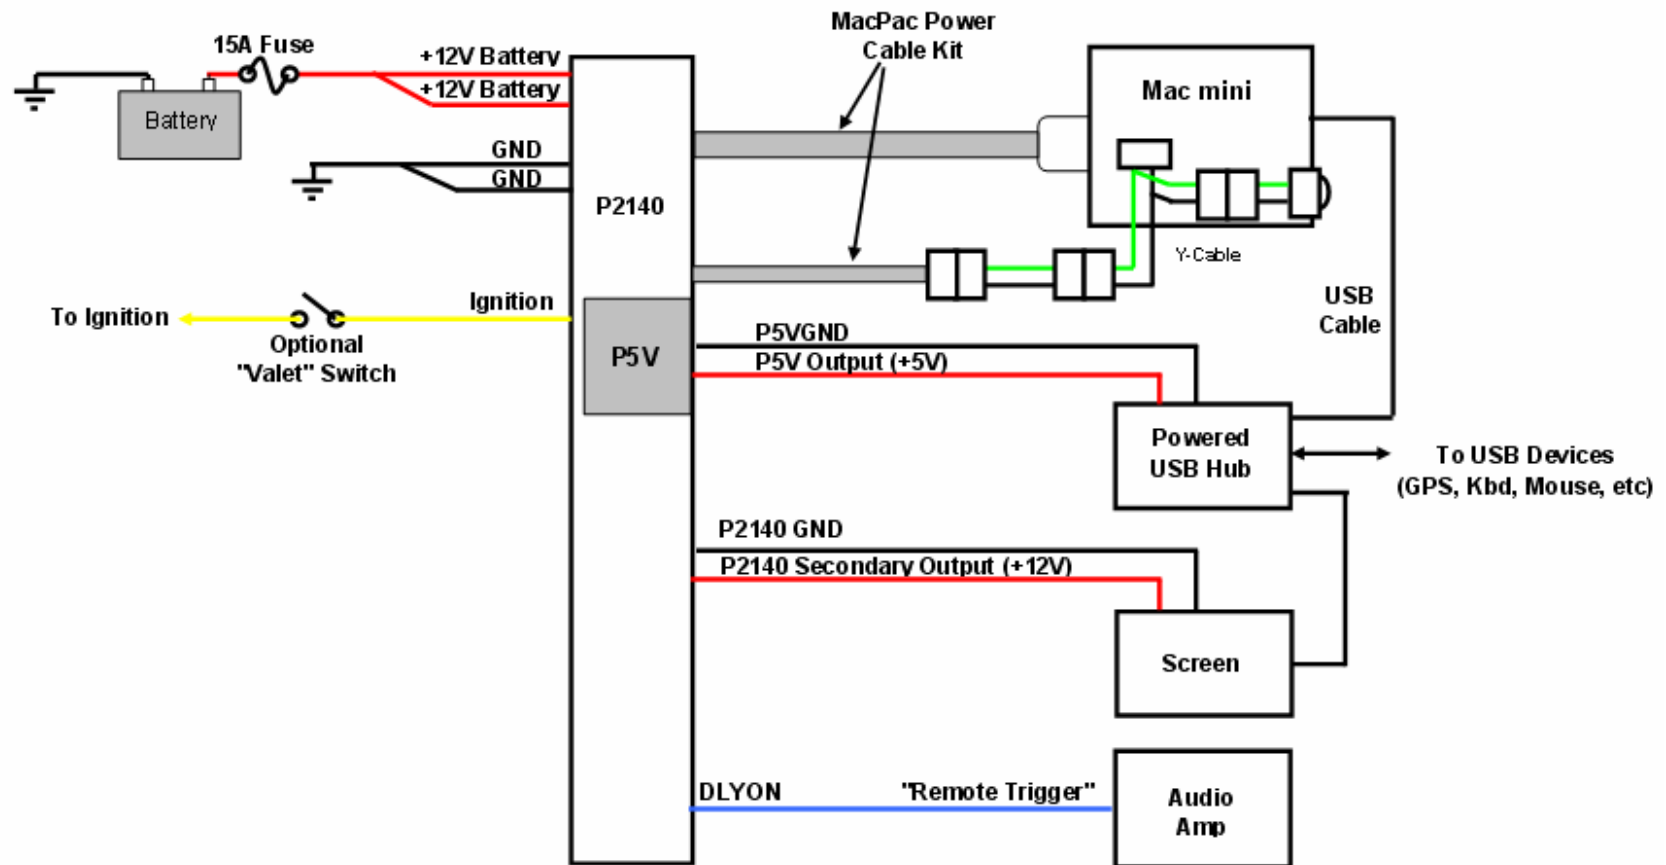 MacPac Power
Cable Kit
15A Fuse
+12V Battery
+12V Battery
Battery
Mac mini
GND
GND
P2140
Y-Cable
USB
Cable
Ignition
To Ignition
Optional
"Valet" Switch
P5V
P5VGND
P5V Output (+5V)
Powered
USB Hub
To USB Devices
(GPS, Kbd, Mouse, etc)
P2140 GND
P2140 Secondary Output (+12V)
Screen
DLYON
"Remote Trigger"
Audio
Amp